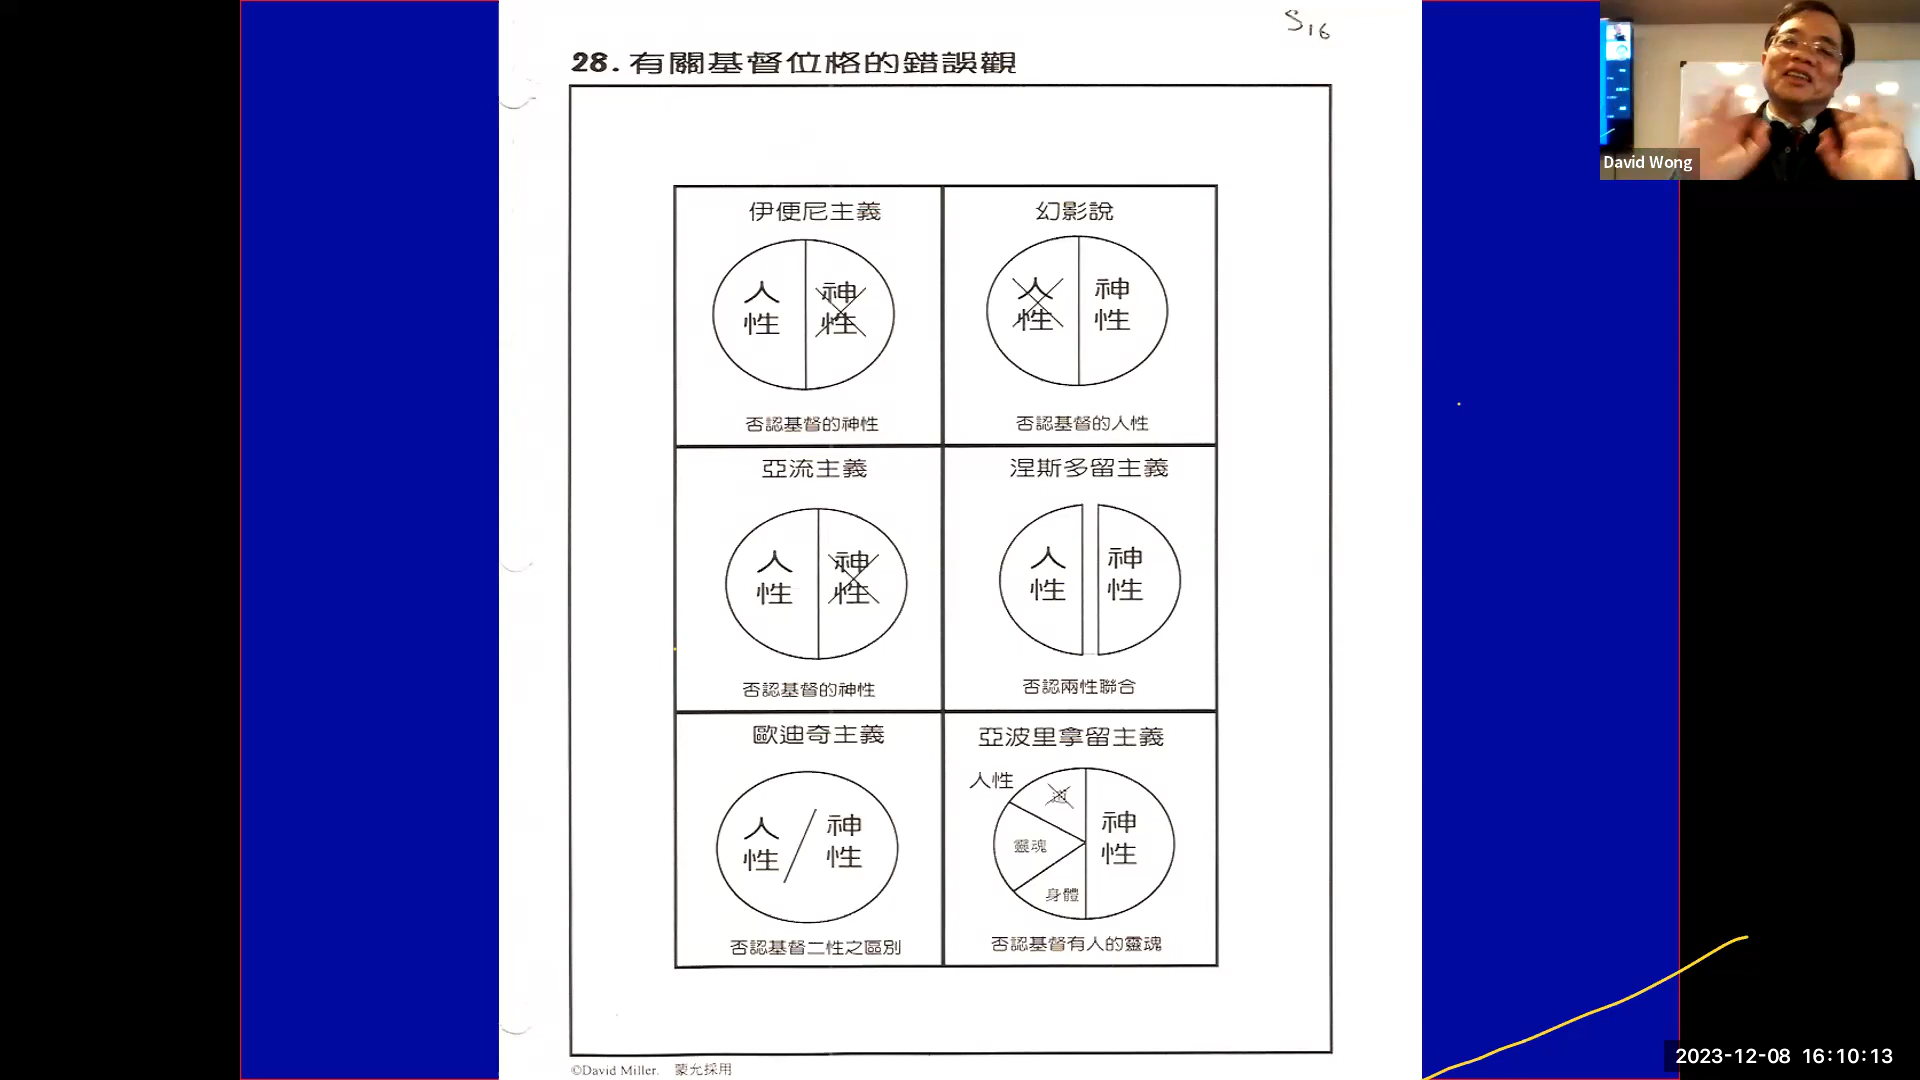 S16
28. 有關基督位格的錯誤觀
David Wong
伊便尼主義
人性
神性
否認基督的神性
幻影說
人性
神性
否認基督的人性
亞流主義
人性
神性
否認基督的神性
涅斯多留主義
人性
神性
否認兩性聯合
歐迪奇主義
人性
神性
否認基督二性之區別
亞波里拿留主義
人性
靈魂
身體
神性
否認基督有人的靈魂
©David Miller. 蒙允採用
2023-12-08 16:10:13